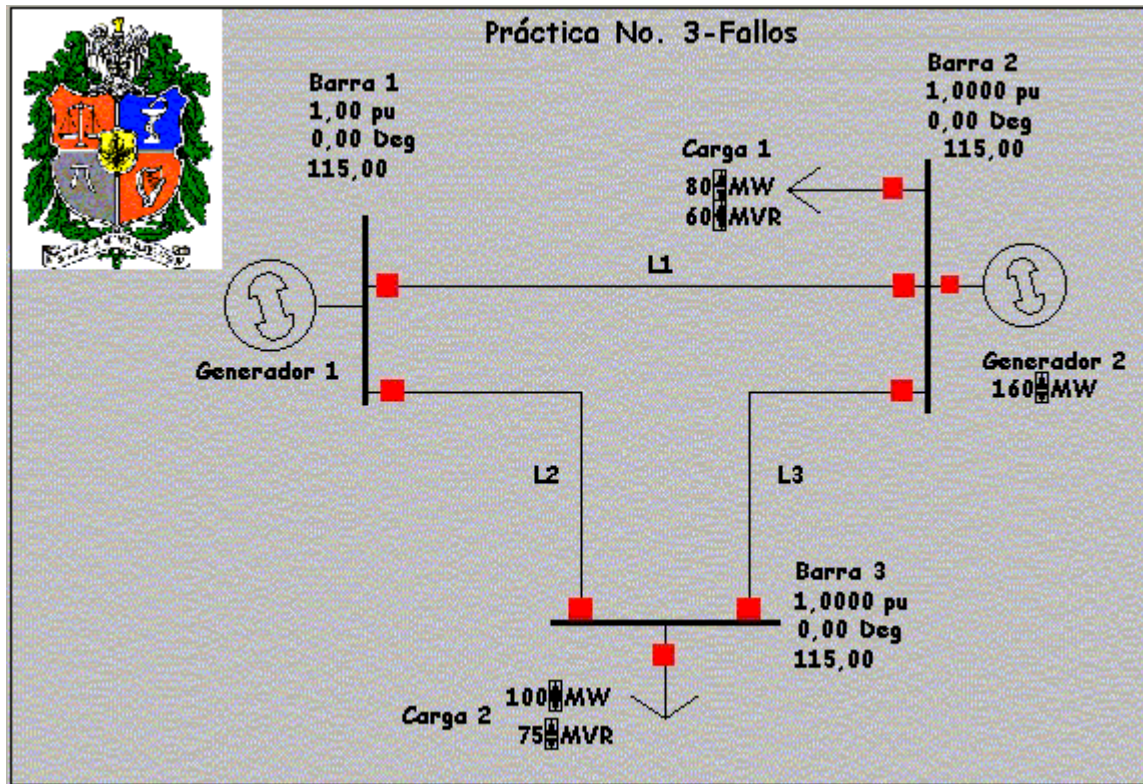 Práctica No. 3-Fallos
Barra 1
1,00 pu
0,00 Deg
115,00
Barra 2
1,0000 pu
0,00 Deg
115,00
Carga 1
80 MW
60 MVR
L1
Generador 1
Generador 2
160 MW
L2
L3
Barra 3
1,0000 pu
0,00 Deg
115,00
Carga 2
100 MW
75 MVR